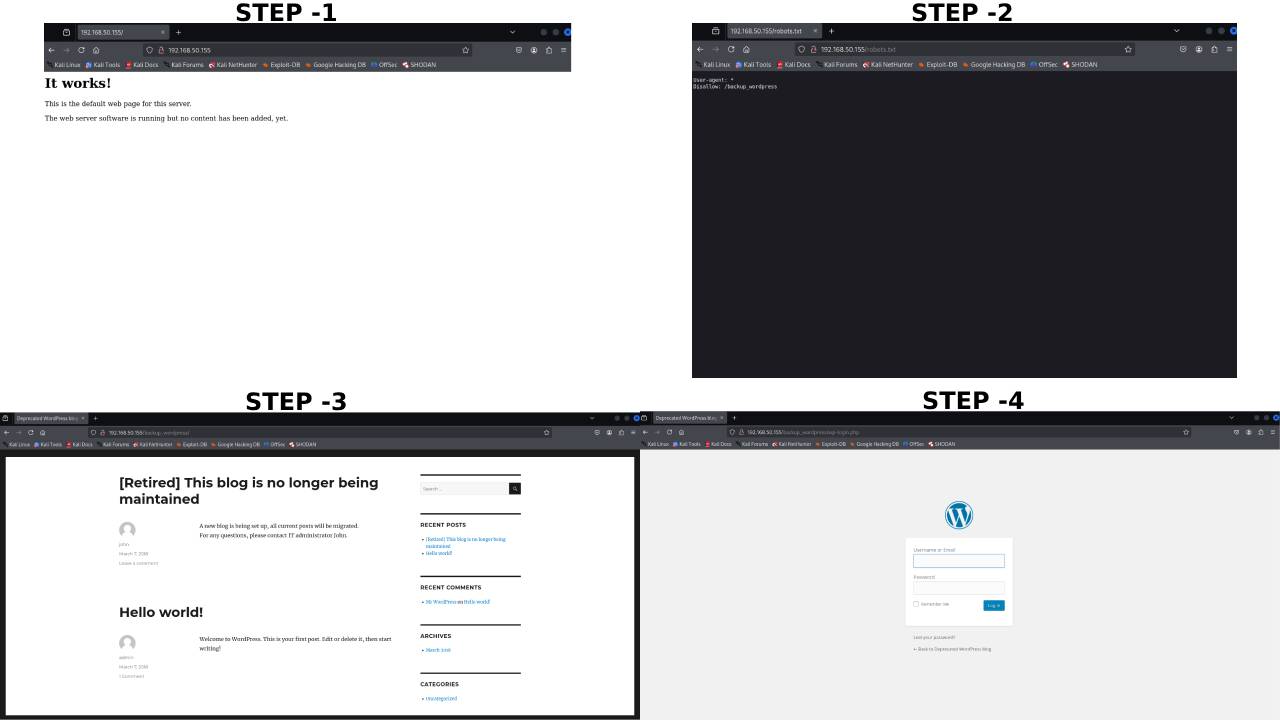 STEP -1
192.168.50.155/
192.168.50.155
Kali Linux Kali Tools Kali Docs Kali Forums Kali NetHunter Exploit-DB Google Hacking DB OffSec SHODAN
It works!
This is the default web page for this server.
The web server software is running but no content has been added, yet.
STEP -2
192.168.50.155/robots.txt
192.168.50.155/robots.txt
Kali Linux Kali Tools Kali Docs Kali Forums Kali NetHunter Exploit-DB Google Hacking DB OffSec SHODAN
User-agent: *
Disallow: /backup_wordpress
STEP -3
Deprecated WordPress blog
192.168.50.155/backup_wordpress/
Kali Linux Kali Tools Kali Docs Kali Forums Kali NetHunter Exploit-DB Google Hacking DB OffSec SHODAN
[Retired] This blog is no longer being
maintained
john
March 7, 2018
Leave a comment
A new blog is being set up, all current posts will be migrated.
For any questions, please contact IT administrator John.
Hello world!
admin
March 7, 2018
1 Comment
Welcome to WordPress. This is your first post. Edit or delete it, then start
writing!
Search …
RECENT POSTS
[Retired] This blog is no longer being
maintained
Hello world!
RECENT COMMENTS
Mr WordPress on Hello world!
ARCHIVES
March 2018
CATEGORIES
Uncategorized
STEP -4
Deprecated WordPress blog
192.168.50.155/backup_wordpress/wp-login.php
Kali Linux Kali Tools Kali Docs Kali Forums Kali NetHunter Exploit-DB Google Hacking DB OffSec SHODAN
Username or Email
Password
Remember Me
Log In
Lost your password?
← Back to Deprecated WordPress blog